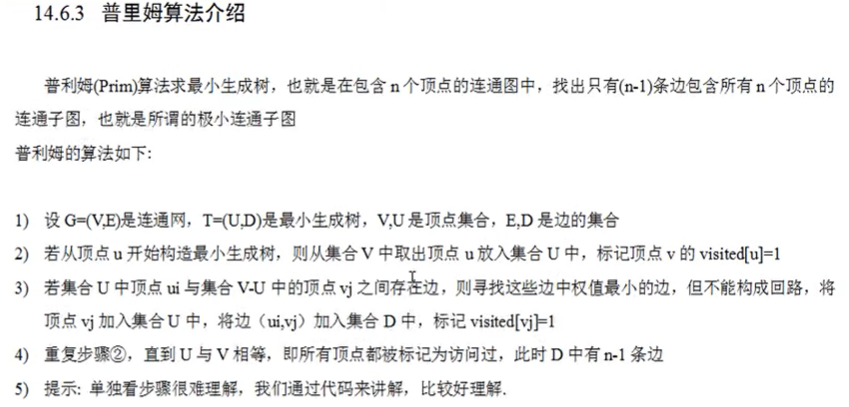 14.6.3 普里姆算法介绍
普利姆(Prim)算法求最小生成树，也就是在包含 n 个顶点的连通图中，找出只有(n-1)条边包含所有 n 个顶点的
连通子图，也就是所谓的极小连通子图
普利姆的算法如下:
1) 设 G=(V,E)是连通网，T=(U,D)是最小生成树，V,U 是顶点集合，E,D 是边的集合
2) 若从顶点 u 开始构造最小生成树，则从集合 V 中取出顶点 u 放入集合 U 中，标记顶点 v 的 visited[u]=1
3) 若集合 U 中顶点 ui 与集合 V-U 中的顶点 vj 之间存在边，则寻找这些边中权值最小的边，但不能构成回路，将
顶点 vj 加入集合 U 中，将边（ui,vj）加入集合 D 中，标记 visited[vj]=1
4) 重复步骤②，直到 U 与 V 相等，即所有顶点都被标记为访问过，此时 D 中有 n-1 条边
5) 提示: 单独看步骤很难理解，我们通过代码来讲解，比较好理解.